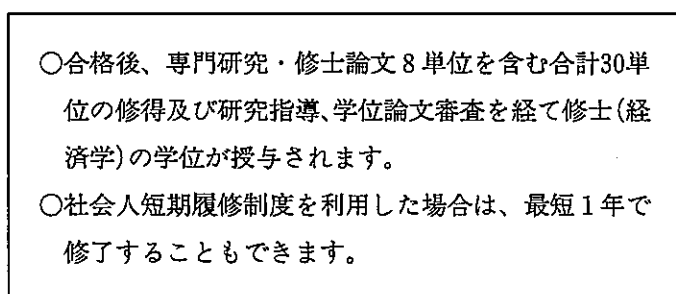 ○合格後、専門研究・修士論文8単位を含む合計30単
位の修得及び研究指導、学位論文審査を経て修士(経
済学)の学位が授与されます。
○社会人短期履修制度を利用した場合は、最短1年で
修了することもできます。